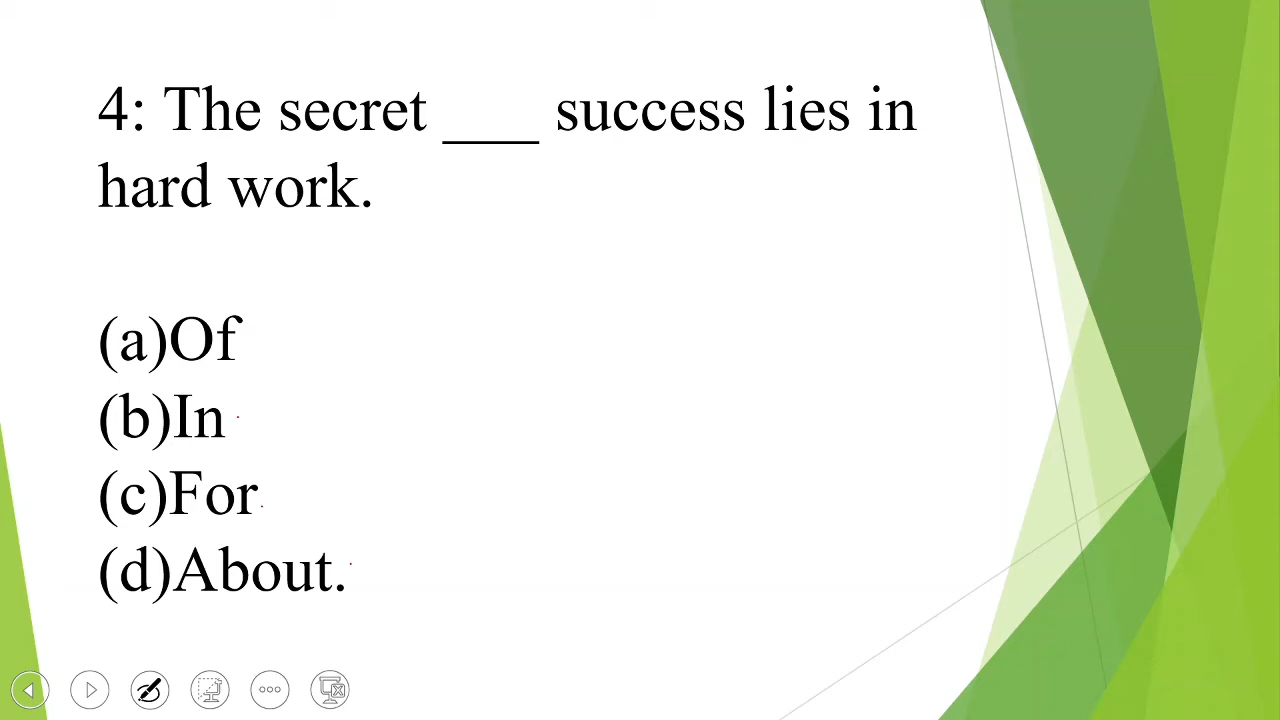 4: The secret ___ success lies in
hard work.
(a)Of
(b)In
(c)For
(d)About.